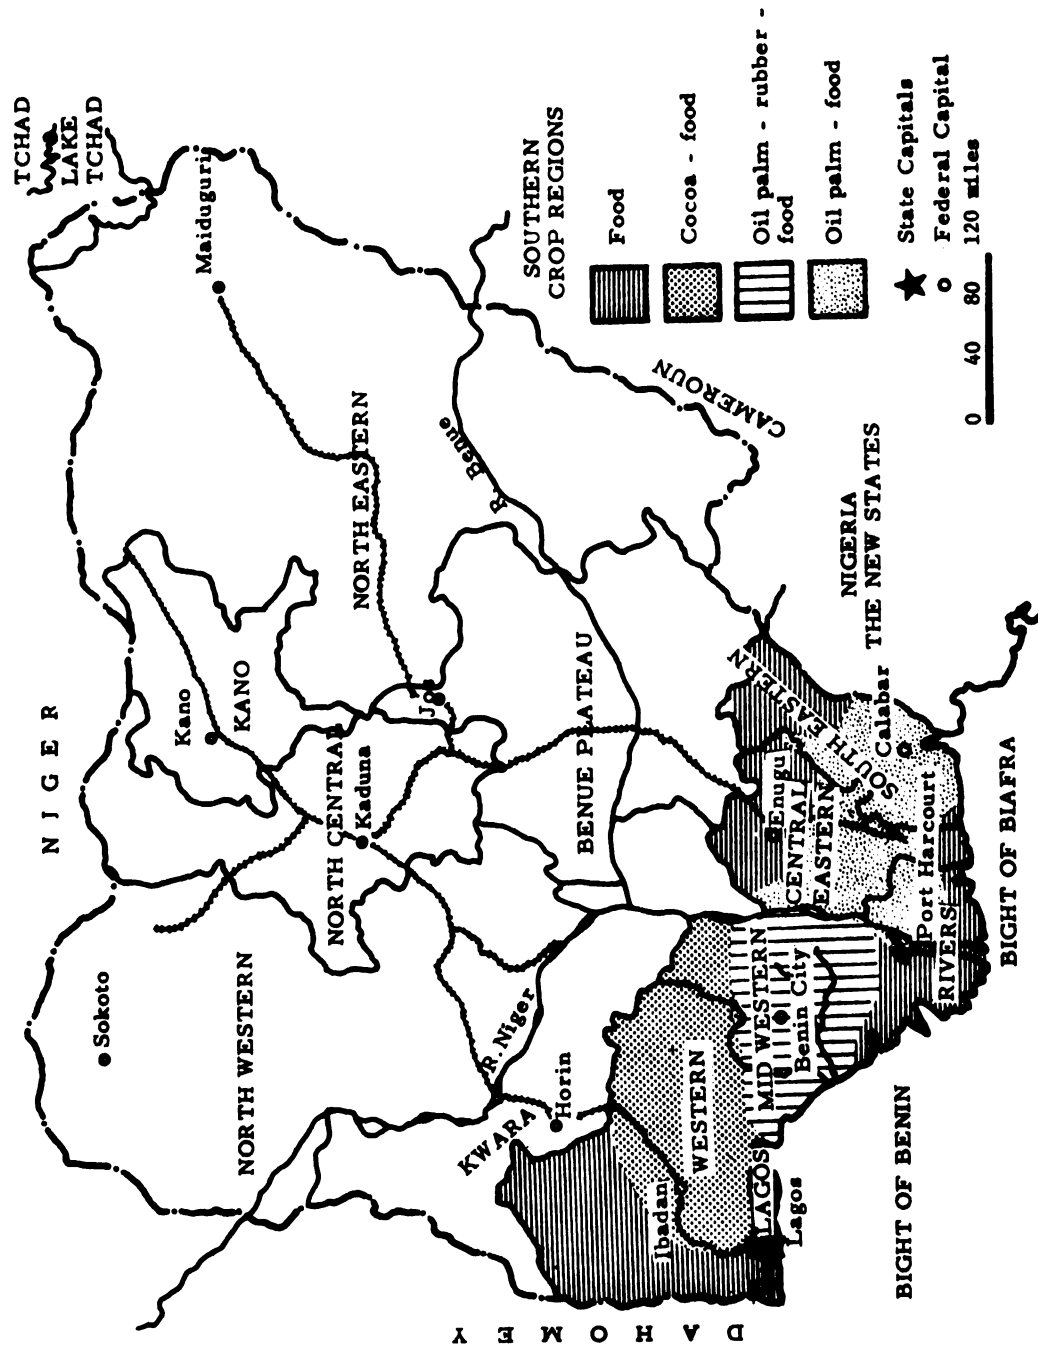 NIGER
TCHAD
LAKE
TCHAD
Sokoto
Kano
KANO
Maiduguri
NORTH WESTERN
NORTH CENTRAL
Kaduna
NORTH EASTERN
Jos
R. Niger
R. Benue
KWARA
Horin
BENUE PLATEAU
DAHOMEY
CAMEROUN
WESTERN
Ibadan
LAGOS
Lagos
MID WESTERN
Benin City
Enugu
CENTRAL
EASTERN
SOUTH EASTERN
Calabar
Port Harcourt
RIVERS
BIGHT OF BENIN
BIGHT OF BIAFRA
NIGERIA
THE NEW STATES
SOUTHERN
CROP REGIONS
Food
Cocoa - food
Oil palm - rubber -
food
Oil palm - food
State Capitals
Federal Capital
0 40 80 120 miles